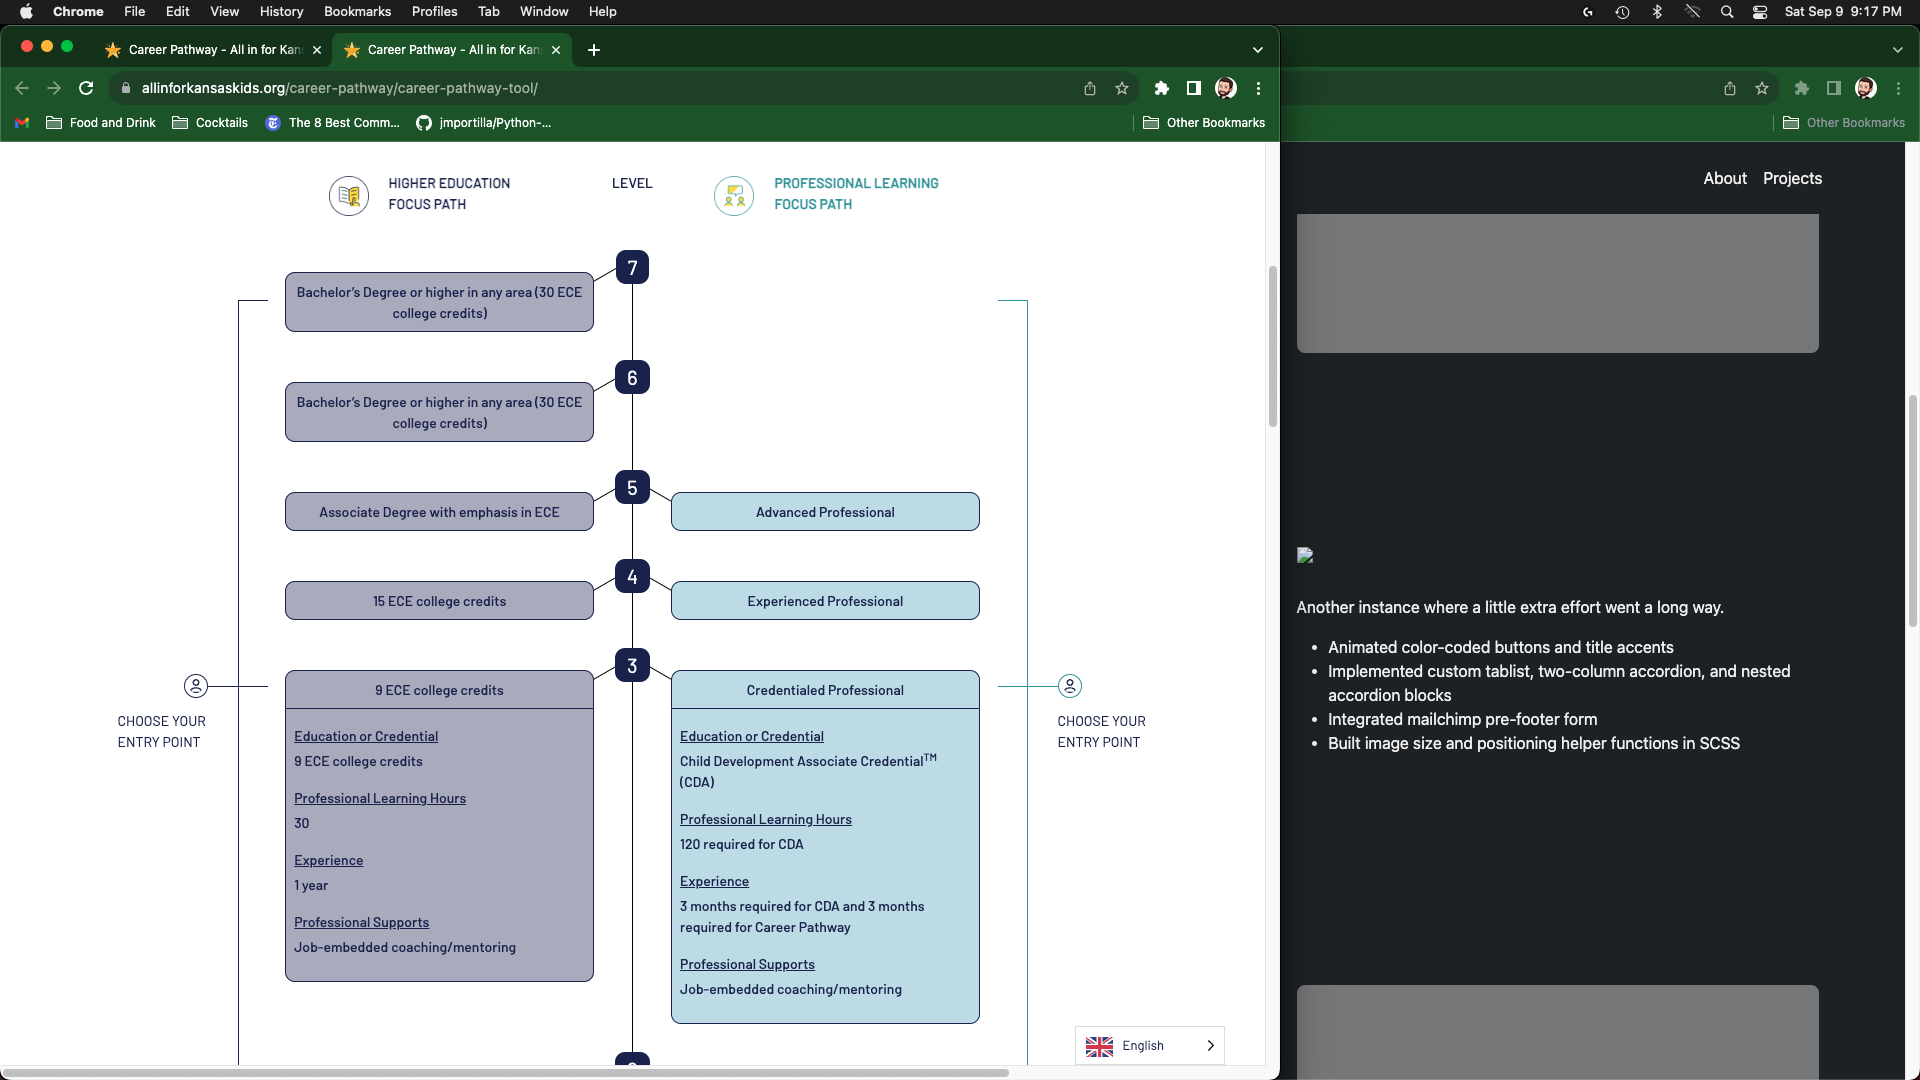 Chrome File Edit View History Bookmarks Profiles Tab Window Help
Sat Sep 9 9:17 PM
Career Pathway - All in for Kan
Career Pathway - All in for Kan
allinforkansaskids.org/career-pathway/career-pathway-tool/
Food and Drink
Cocktails
The 8 Best Comm...
jmportilla/Python-...
Other Bookmarks
Other Bookmarks
HIGHER EDUCATION
FOCUS PATH
LEVEL
PROFESSIONAL LEARNING
FOCUS PATH
7
Bachelor's Degree or higher in any area (30 ECE
college credits)
6
Bachelor's Degree or higher in any area (30 ECE
college credits)
5
Associate Degree with emphasis in ECE
Advanced Professional
4
15 ECE college credits
Experienced Professional
3
CHOOSE YOUR
ENTRY POINT
9 ECE college credits
Education or Credential
9 ECE college credits
Professional Learning Hours
30
Experience
1 year
Professional Supports
Job-embedded coaching/mentoring
Credentialed Professional
Education or Credential
Child Development Associate Credential™
(CDA)
Professional Learning Hours
120 required for CDA
Experience
3 months required for CDA and 3 months
required for Career Pathway
Professional Supports
Job-embedded coaching/mentoring
CHOOSE YOUR
ENTRY POINT
English
About Projects
Another instance where a little extra effort went a long way.
• Animated color-coded buttons and title accents
• Implemented custom tablist, two-column accordion, and nested
accordion blocks
• Integrated mailchimp pre-footer form
• Built image size and positioning helper functions in SCSS